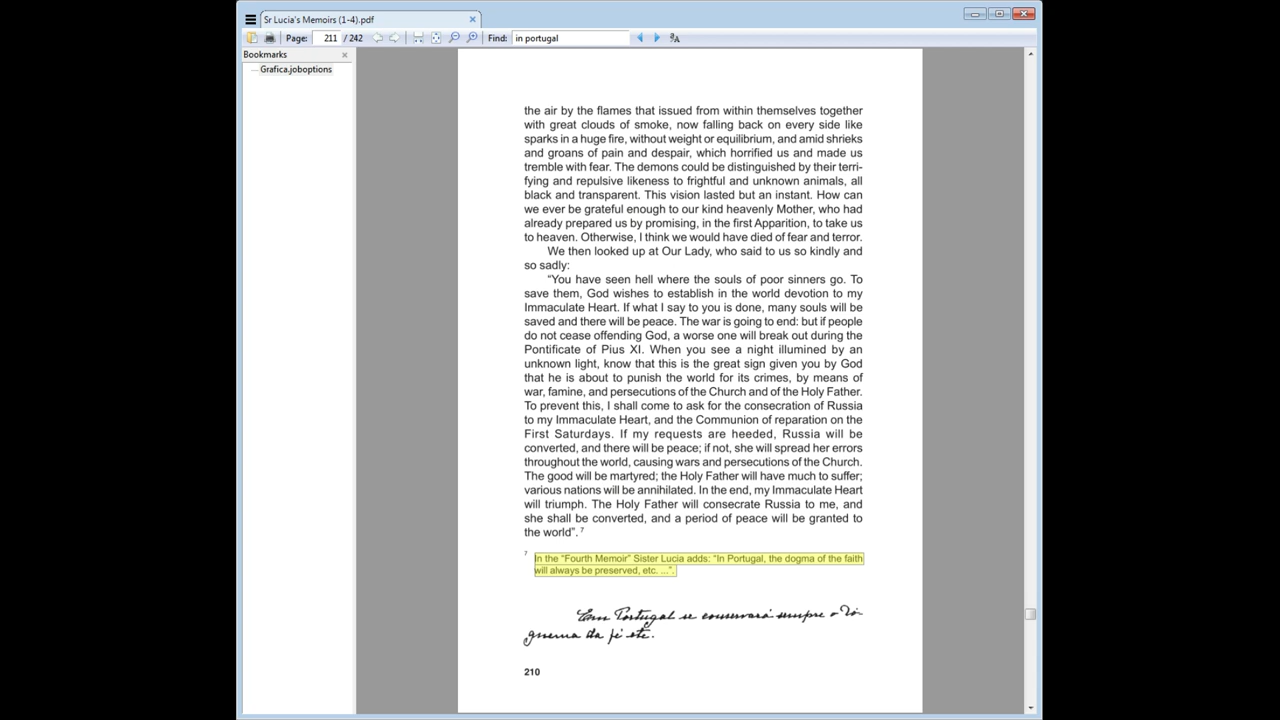 Sr Lucia's Memoirs (1-4).pdf
Page: 211 / 242 Find: in portugal
Bookmarks
Grafica.joboptions
the air by the flames that issued from within themselves together
with great clouds of smoke, now falling back on every side like
sparks in a huge fire, without weight or equilibrium, and amid shrieks
and groans of pain and despair, which horrified us and made us
tremble with fear. The demons could be distinguished by their terri-
fying and repulsive likeness to frightful and unknown animals, all
black and transparent. This vision lasted but an instant. How can
we ever be grateful enough to our kind heavenly Mother, who had
already prepared us by promising, in the first Apparition, to take us
to heaven. Otherwise, I think we would have died of fear and terror.
We then looked up at Our Lady, who said to us so kindly and
so sadly:
“You have seen hell where the souls of poor sinners go. To
save them, God wishes to establish in the world devotion to my
Immaculate Heart. If what I say to you is done, many souls will be
saved and there will be peace. The war is going to end: but if people
do not cease offending God, a worse one will break out during the
Pontificate of Pius XI. When you see a night illumined by an
unknown light, know that this is the great sign given you by God
that he is about to punish the world for its crimes, by means of
war, famine, and persecutions of the Church and of the Holy Father.
To prevent this, I shall come to ask for the consecration of Russia
to my Immaculate Heart, and the Communion of reparation on the
First Saturdays. If my requests are heeded, Russia will be
converted, and there will be peace; if not, she will spread her errors
throughout the world, causing wars and persecutions of the Church.
The good will be martyred; the Holy Father will have much to suffer;
various nations will be annihilated. In the end, my Immaculate Heart
will triumph. The Holy Father will consecrate Russia to me, and
she shall be converted, and a period of peace will be granted to
the world”. 7
7 In the “Fourth Memoir” Sister Lucia adds: “In Portugal, the dogma of the faith
will always be preserved, etc. ...”.
Em Portugal se conservará sempre o do-
guema da fé etc.
210